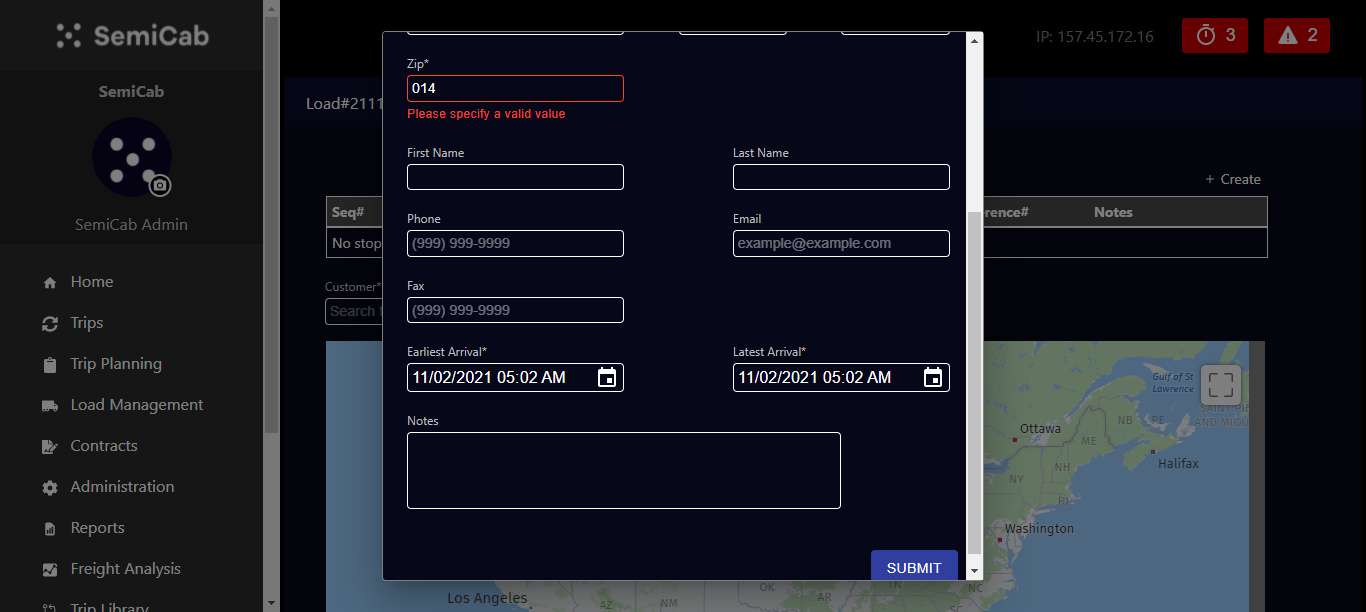 SemiCab
IP: 157.45.172.16
3
2
SemiCab
SemiCab Admin
Home
Trips
Trip Planning
Load Management
Contracts
Administration
Reports
Freight Analysis
Trip Library
Load#2111
+ Create
Seq#
Notes
No stop
Customer*
Search
Zip*
014
Please specify a valid value
First Name
Last Name
Phone
Email
(999) 999-9999
example@example.com
Fax
(999) 999-9999
Earliest Arrival*
Latest Arrival*
11/02/2021 05:02 AM
11/02/2021 05:02 AM
Notes
SUBMIT
Gulf of St
Lawrence
SAINT-PIE
AND MIQU
NB
PE
Ottawa
ME
Halifax
NH
NY
RI
Washington
OK
TN
NC
Los Angeles
AZ
NM
AR
SC